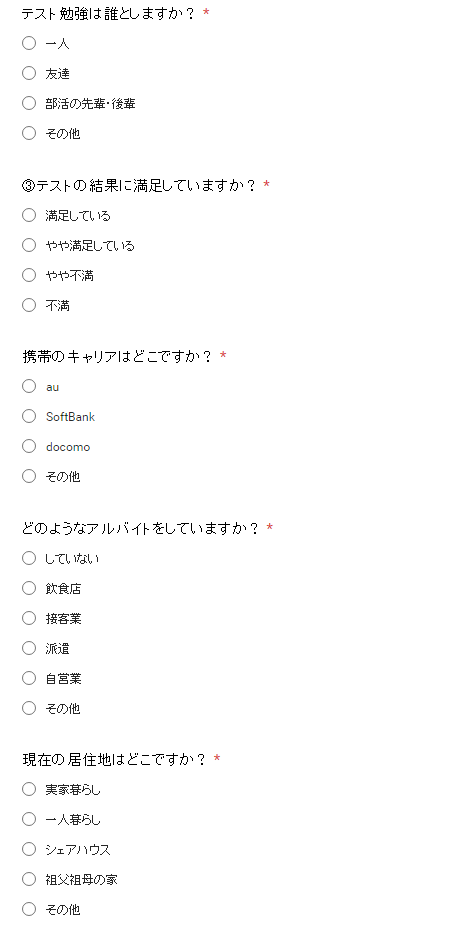 テスト勉強は誰としますか？ *
一人
友達
部活の先輩・後輩
その他
③テストの結果に満足していますか？ *
満足している
やや満足している
やや不満
不満
携帯のキャリアはどこですか？ *
au
SoftBank
docomo
その他
どのようなアルバイトをしていますか？ *
していない
飲食店
接客業
派遣
自営業
その他
現在の居住地はどこですか？ *
実家暮らし
一人暮らし
シェアハウス
祖父祖母の家
その他